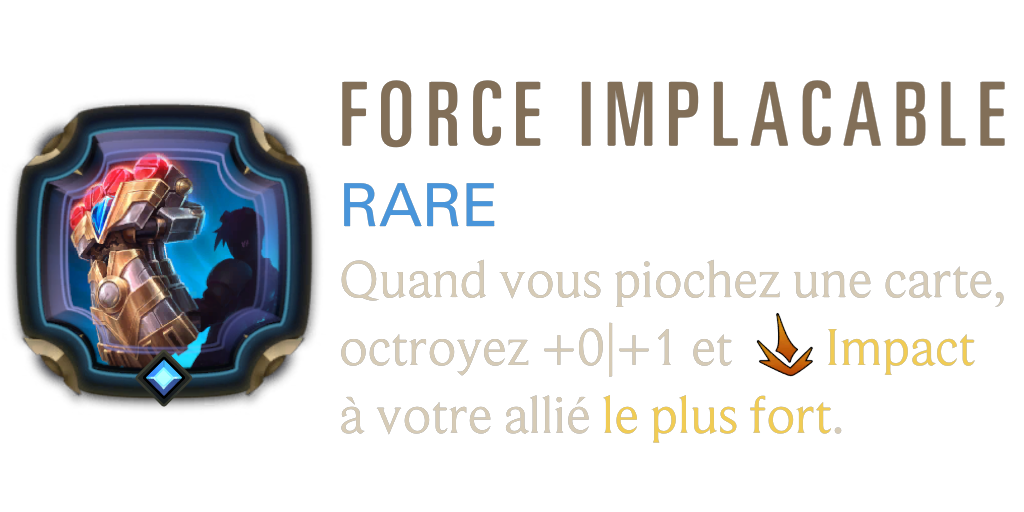 FORCE IMPLACABLE
RARE
Quand vous piochez une carte,
octroyez +0|+1 et Impact
à votre allié le plus fort.